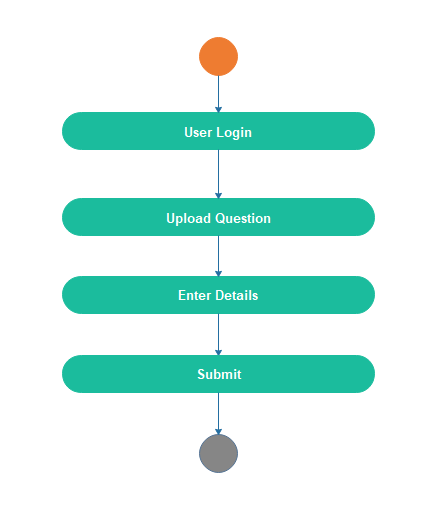 User Login
Upload Question
Enter Details
Submit